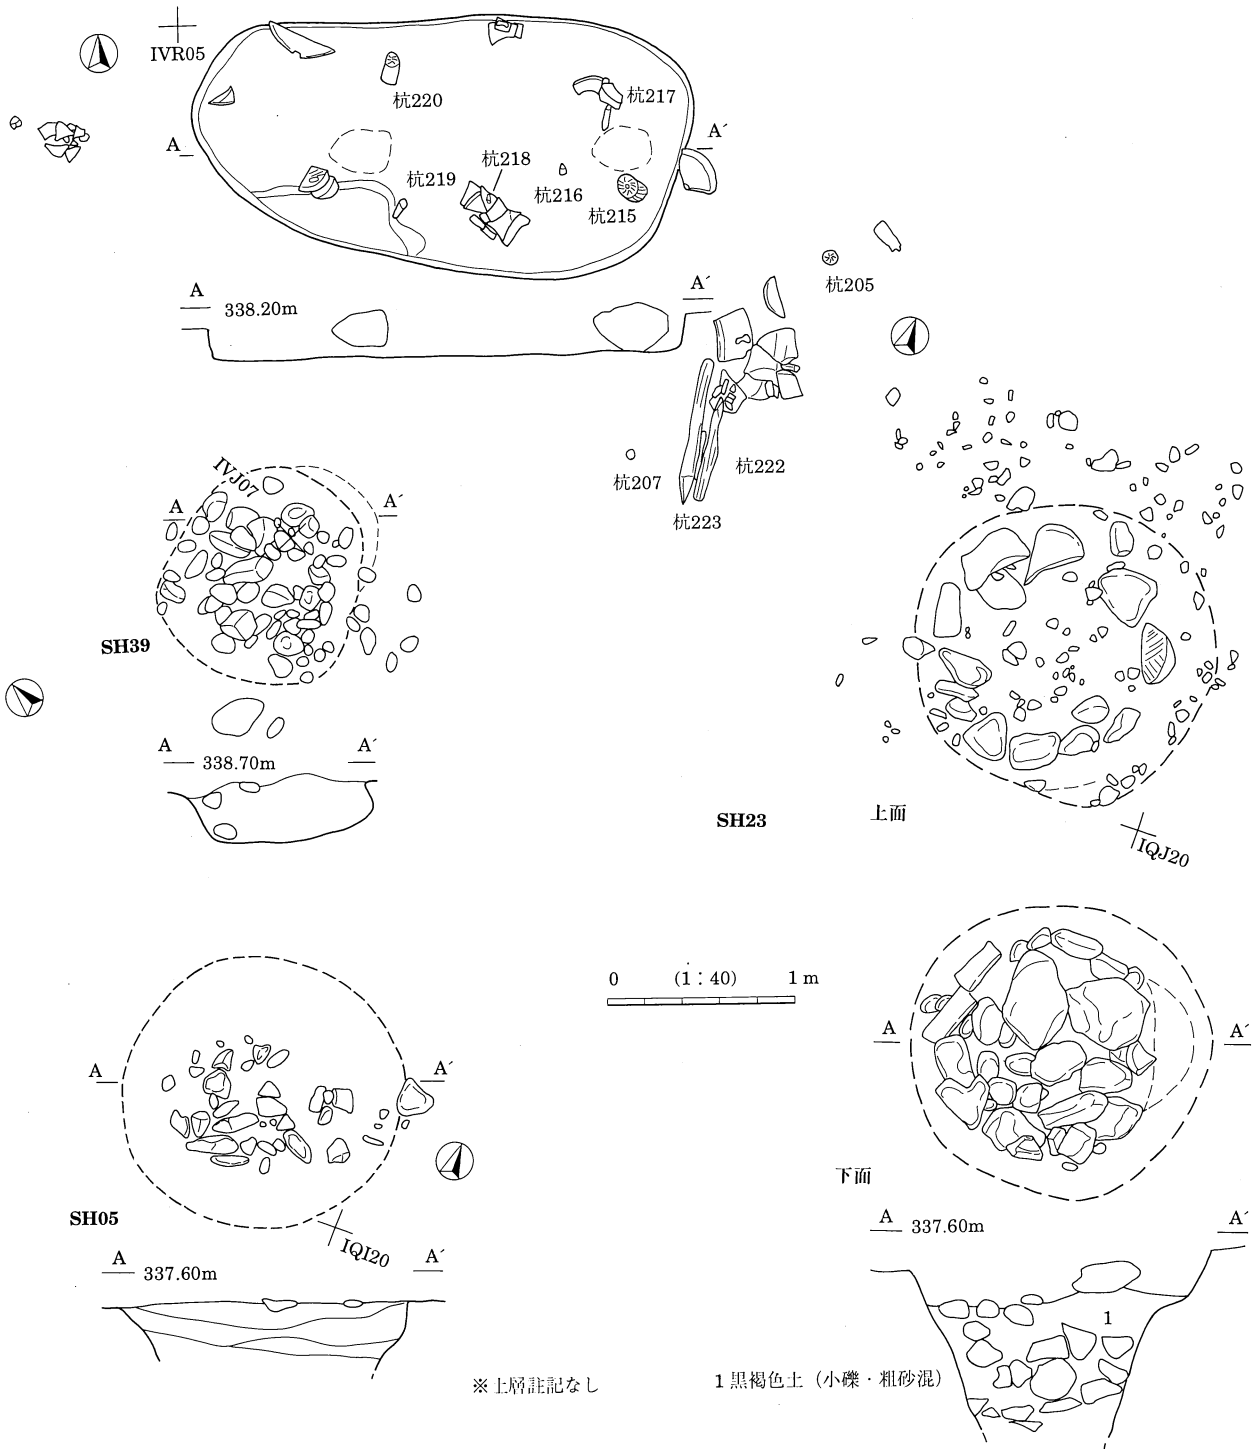 IVR05
杭220
杭217
A
A´
杭218
杭219
杭216
杭215
A
338.20m
A´
杭205
杭207
杭222
杭223
IVJ07
A
A´
SH39
A
338.70m
A´
SH23
上面
IQJ20
0 (1：40) 1 m
A
A´
A
A´
SH05
IQI20
下面
A
337.60m
A´
A
337.60m
A´
1
※土層註記なし
1 黒褐色土（小礫・粗砂混）